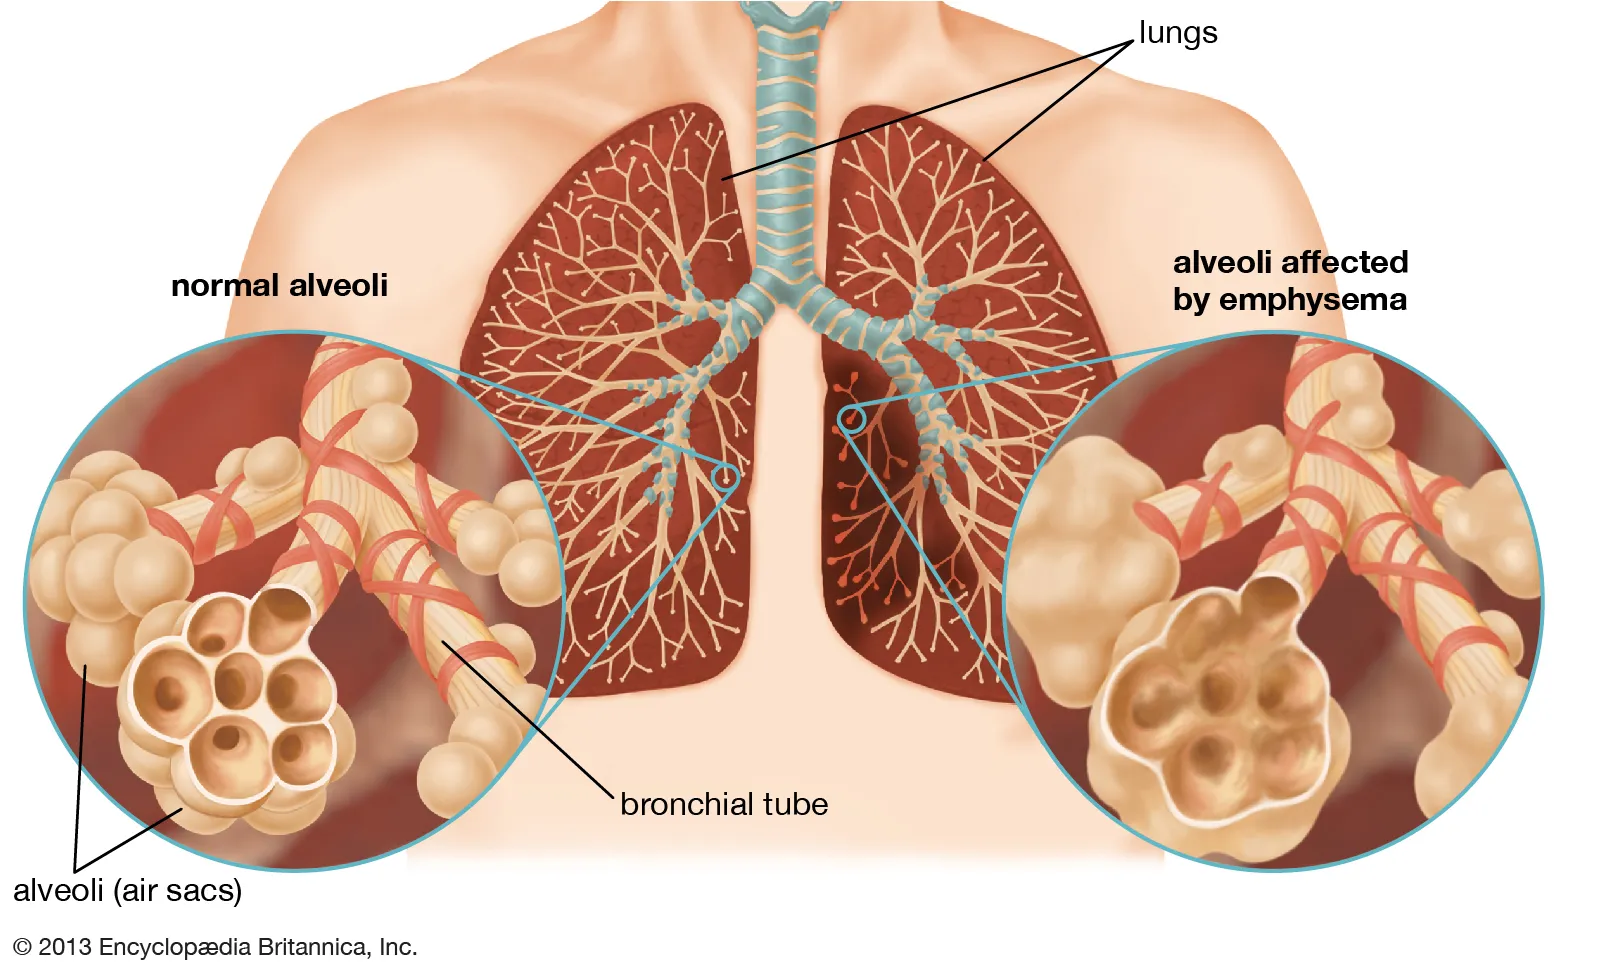 lungs
normal alveoli
alveoli affected
by emphysema
bronchial tube
alveoli (air sacs)
© 2013 Encyclopædia Britannica, Inc.